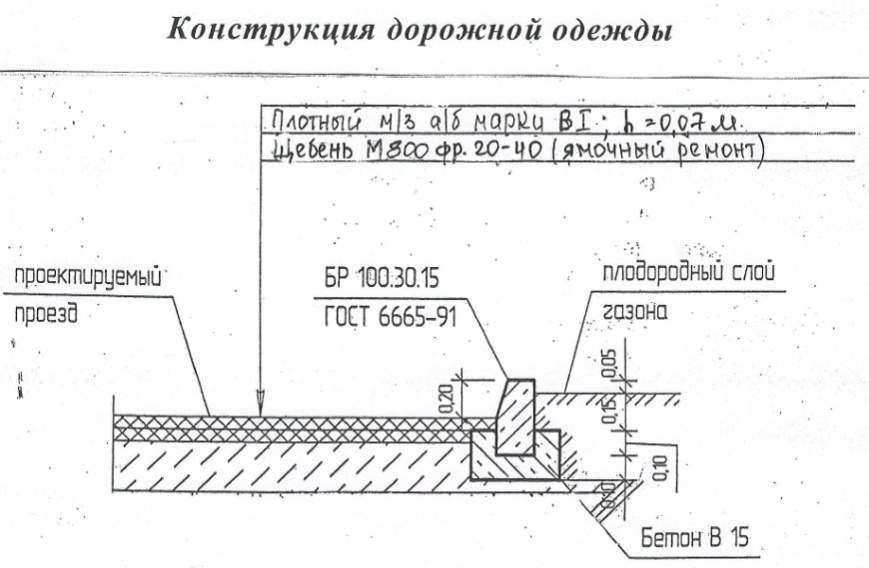 Конструкция дорожной одежды
Плотный м/з а/б марки BI; h=0,07м.
Щебень М800 фр. 20-40 (ямочный ремонт)
проектируемый
проезд
БР 100.30.15
ГОСТ 6665-91
плодородный слой
газона
0,20
0,05
0,15
0,10
0,10
Бетон В 15